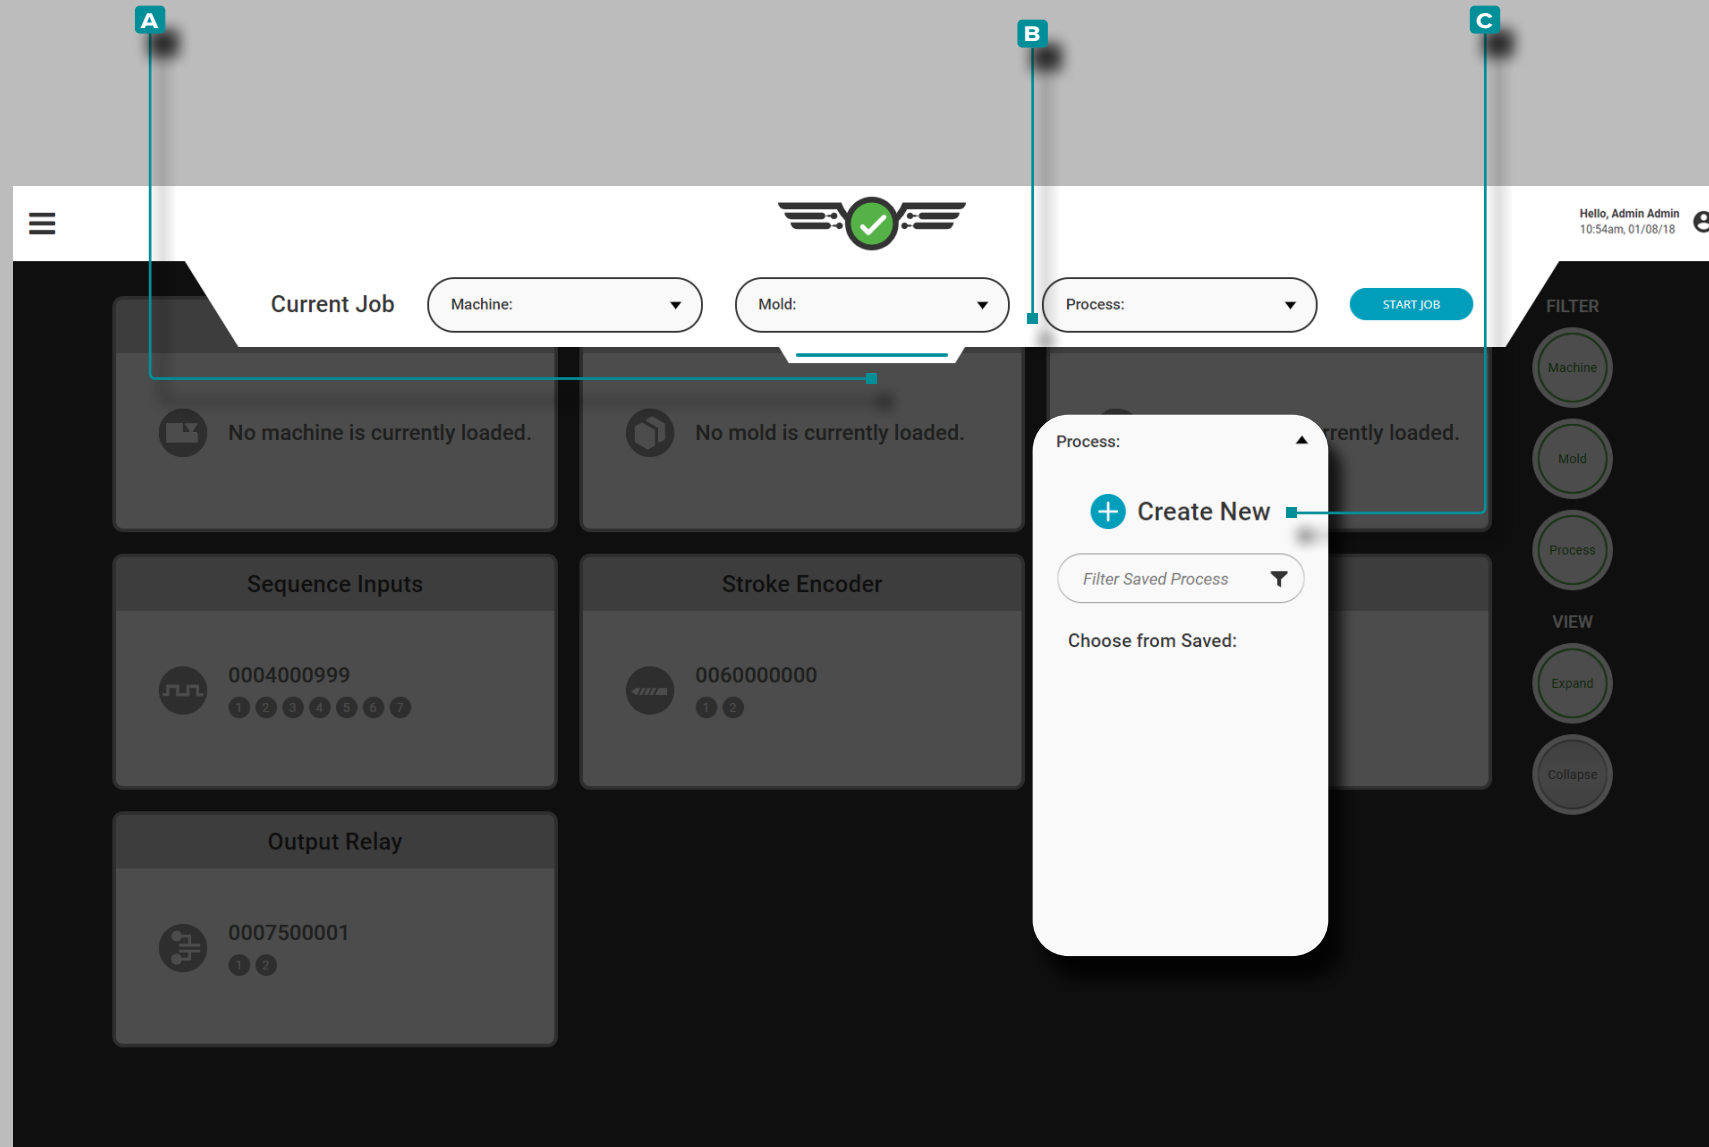 A
B
C
Hello, Admin Admin
10:54am, 01/08/18
Current Job
Machine:
Mold:
Process:
START JOB
FILTER
Machine
Mold
Process
VIEW
Expand
Collapse
No machine is currently loaded.
No mold is currently loaded.
rrently loaded.
Process:
Create New
Filter Saved Process
Choose from Saved:
Sequence Inputs
0004000999
1 2 3 4 5 6 7
Stroke Encoder
0060000000
1 2
Output Relay
0007500001
1 2